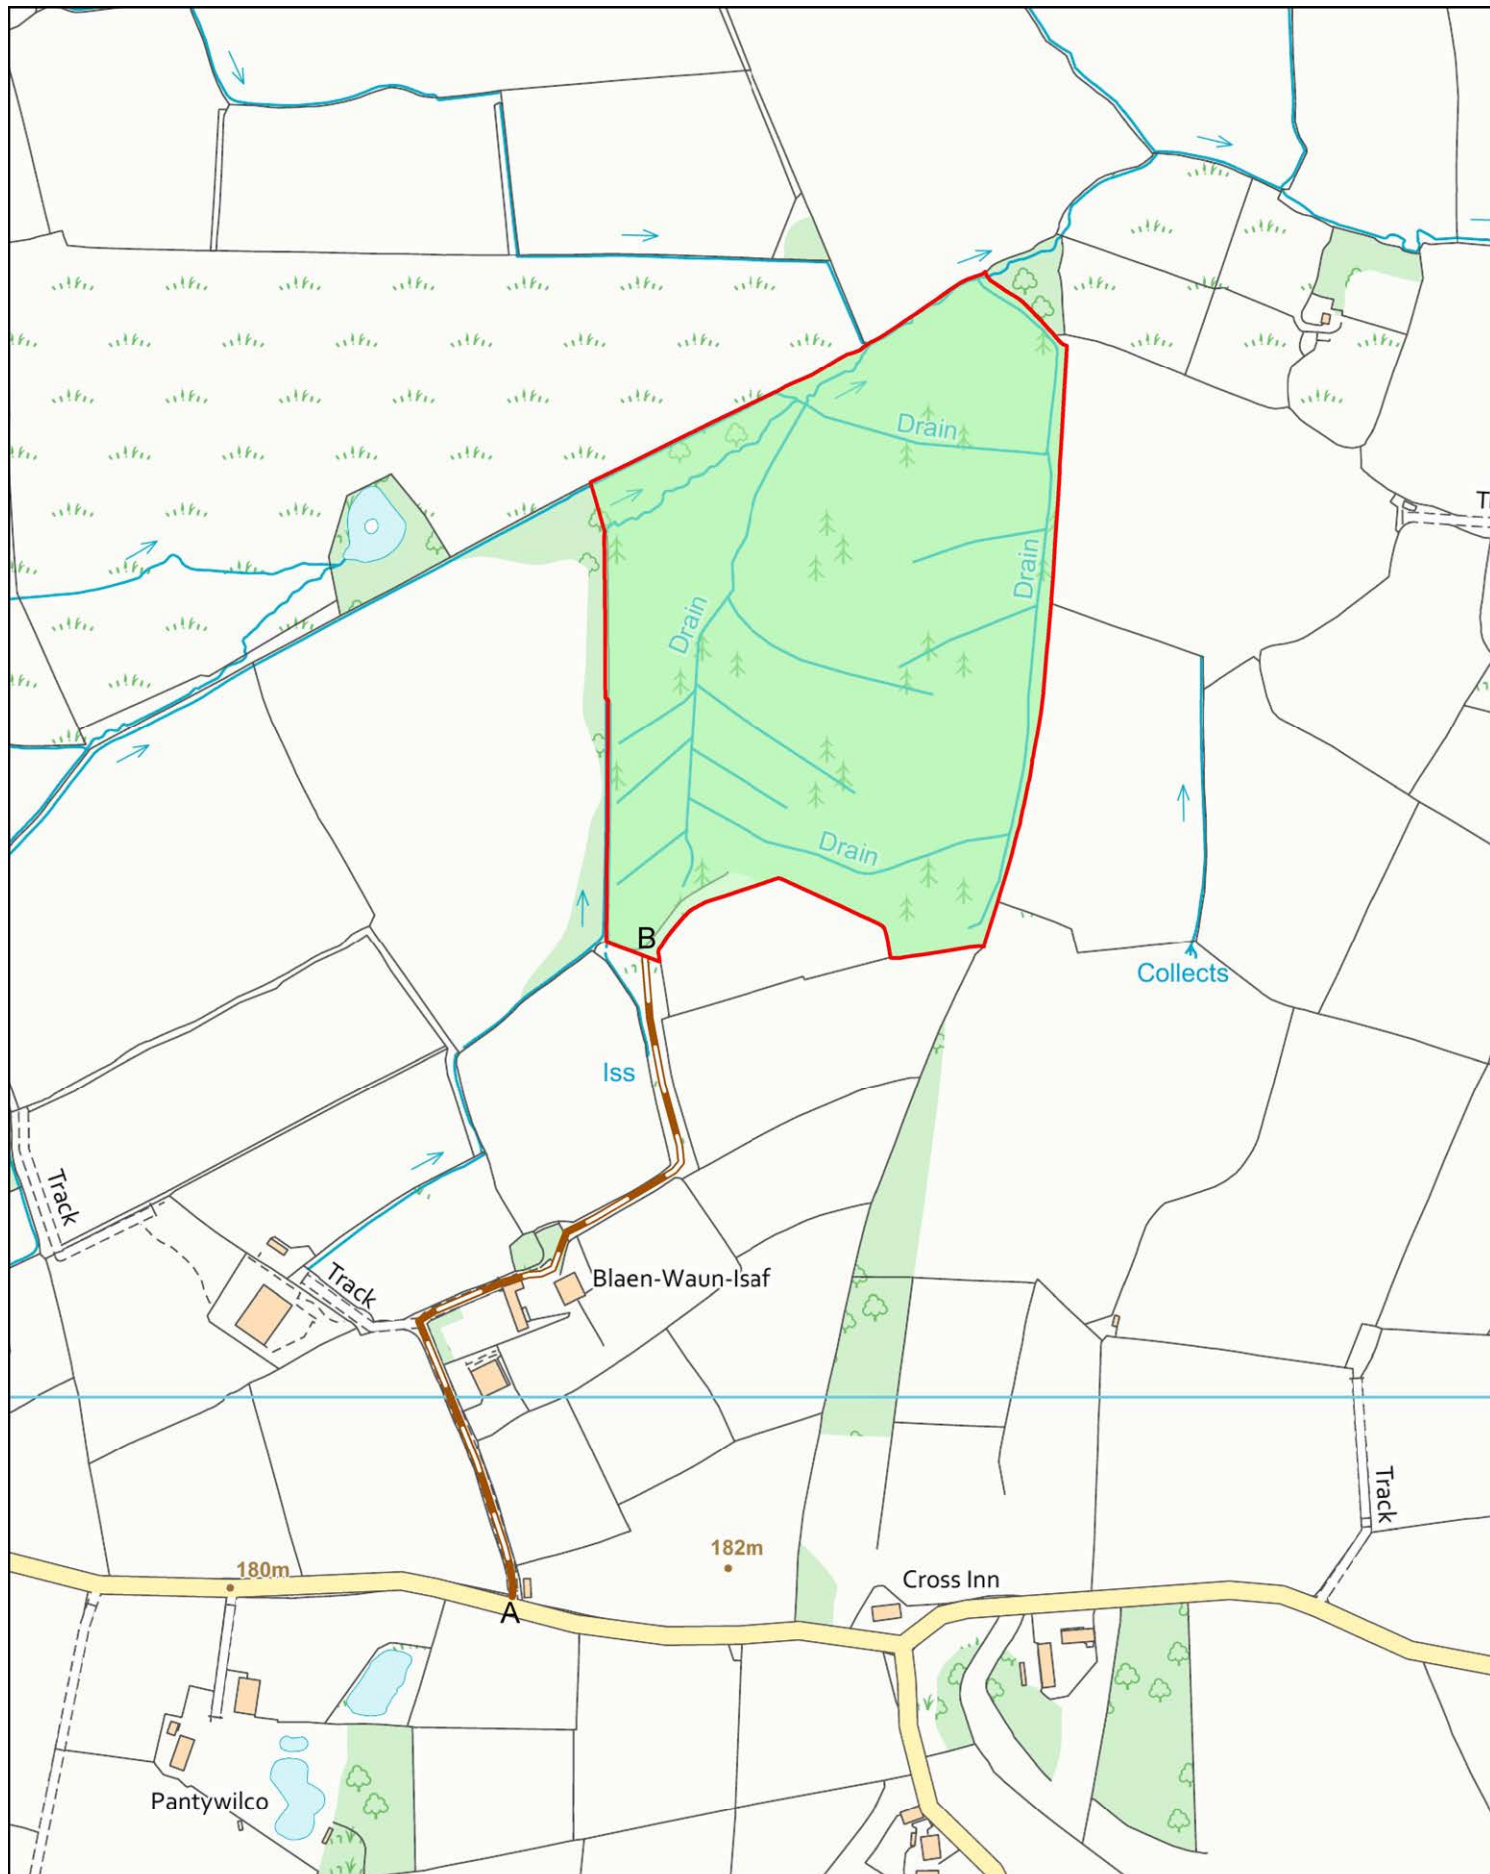 Drain
Drain
Drain
B
Drain
Collects
Iss
Track
Track
Blaen-Waun-Isaf
Track
182m
180m
Cross Inn
A
Pantywilco